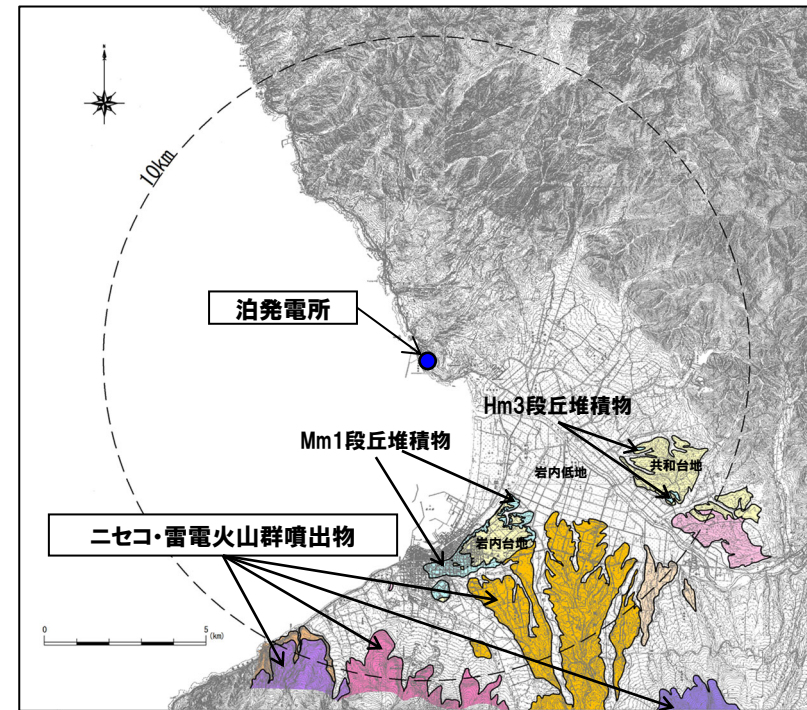 10km
泊発電所
Hm3段丘堆積物
Mm1段丘堆積物
共和台地
岩内低地
岩内台地
ニセコ・雷電火山群噴出物
0
5
(km)